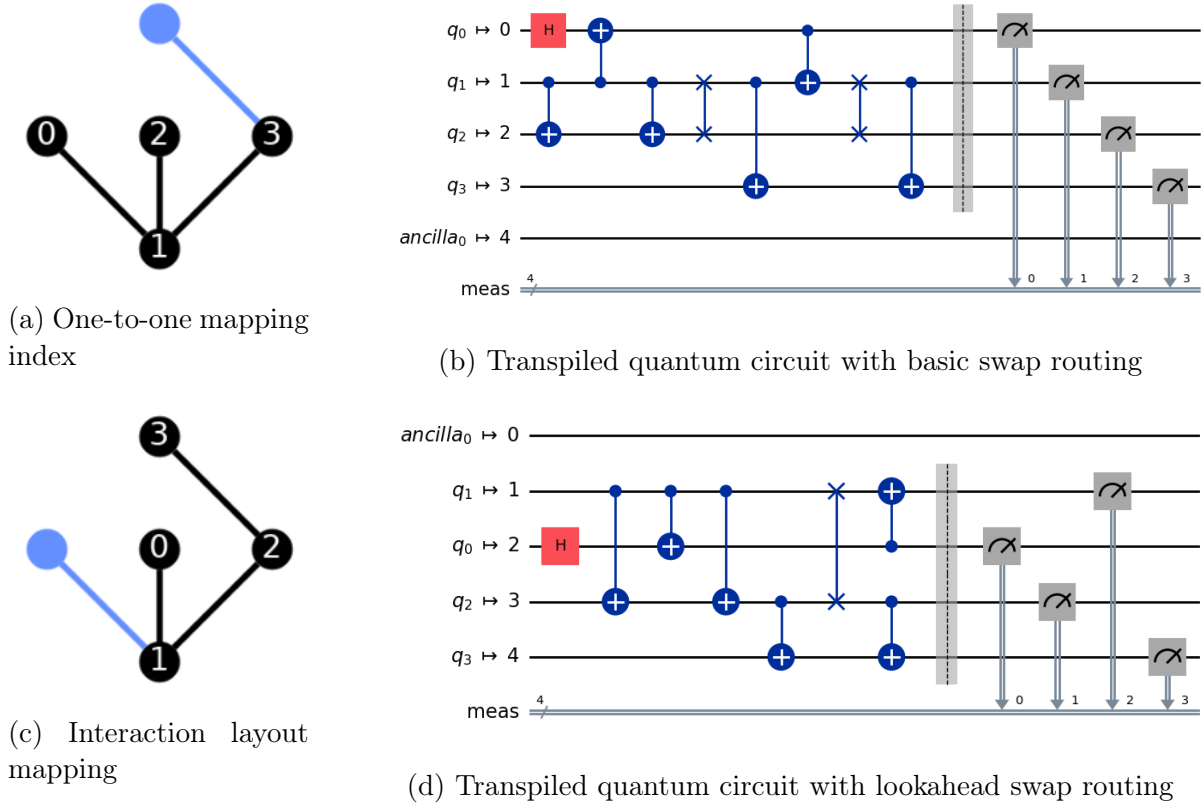 0 2 3
1
(a) One-to-one mapping
index
q0 ↦ 0 H
q1 ↦ 1
q2 ↦ 2
q3 ↦ 3
ancilla0 ↦ 4
meas 4 0 1 2 3
(b) Transpiled quantum circuit with basic swap routing
3
0 2
1
(c) Interaction layout
mapping
ancilla0 ↦ 0
q1 ↦ 1
q0 ↦ 2 H
q2 ↦ 3
q3 ↦ 4
meas 4 0 1 2 3
(d) Transpiled quantum circuit with lookahead swap routing